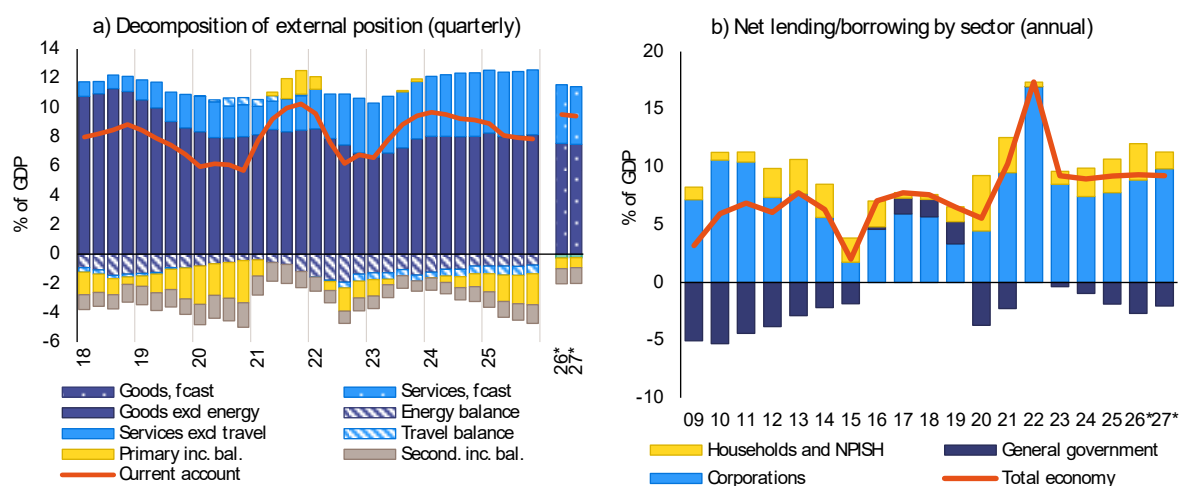 a) Decomposition of external position (quarterly)
% of GDP
14
12
10
8
6
4
2
0
-2
-4
-6
18 19 20 21 22 23 24 25 26* 27*
Goods, fcast Services, fcast
Goods excl energy Energy balance
Services excl travel Travel balance
Primary inc. bal. Second. inc. bal.
Current account
b) Net lending/borrowing by sector (annual)
% of GDP
20
15
10
5
0
-5
-10
09 10 11 12 13 14 15 16 17 18 19 20 21 22 23 24 25 26* 27*
Households and NPISH General government
Corporations Total economy